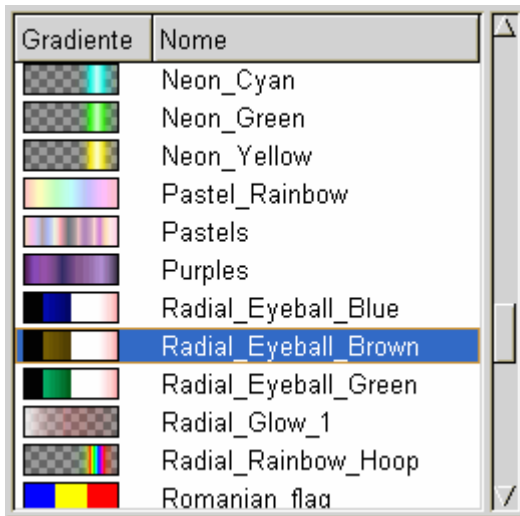 Gradiente Nome
Neon_Cyan
Neon_Green
Neon_Yellow
Pastel_Rainbow
Pastels
Purples
Radial_Eyeball_Blue
Radial_Eyeball_Brown
Radial_Eyeball_Green
Radial_Glow_1
Radial_Rainbow_Hoop
Romanian_flag